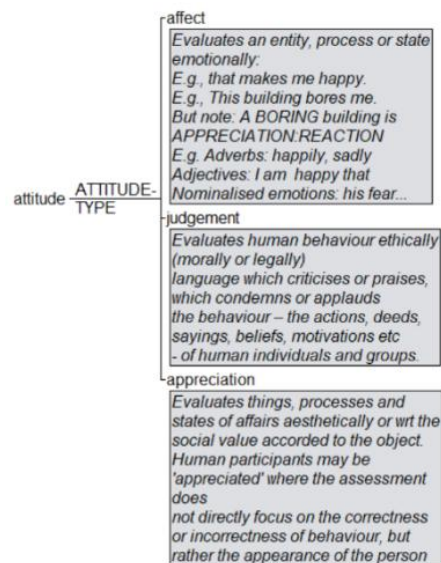 affect
Evaluates an entity, process or state
emotionally:
E.g., that makes me happy.
E.g., This building bores me.
But note: A BORING building is
APPRECIATION:REACTION
E.g. Adverbs: happily, sadly
Adjectives: I am happy that
Nominalised emotions: his fear...
attitude ATTITUDE-
TYPE
judgement
Evaluates human behaviour ethically
(morally or legally)
language which criticises or praises,
which condemns or applauds
the behaviour – the actions, deeds,
sayings, beliefs, motivations etc
- of human individuals and groups.
appreciation
Evaluates things, processes and
states of affairs aesthetically or wrt the
social value accorded to the object.
Human participants may be
'appreciated' where the assessment
does
not directly focus on the correctness
or incorrectness of behaviour, but
rather the appearance of the person